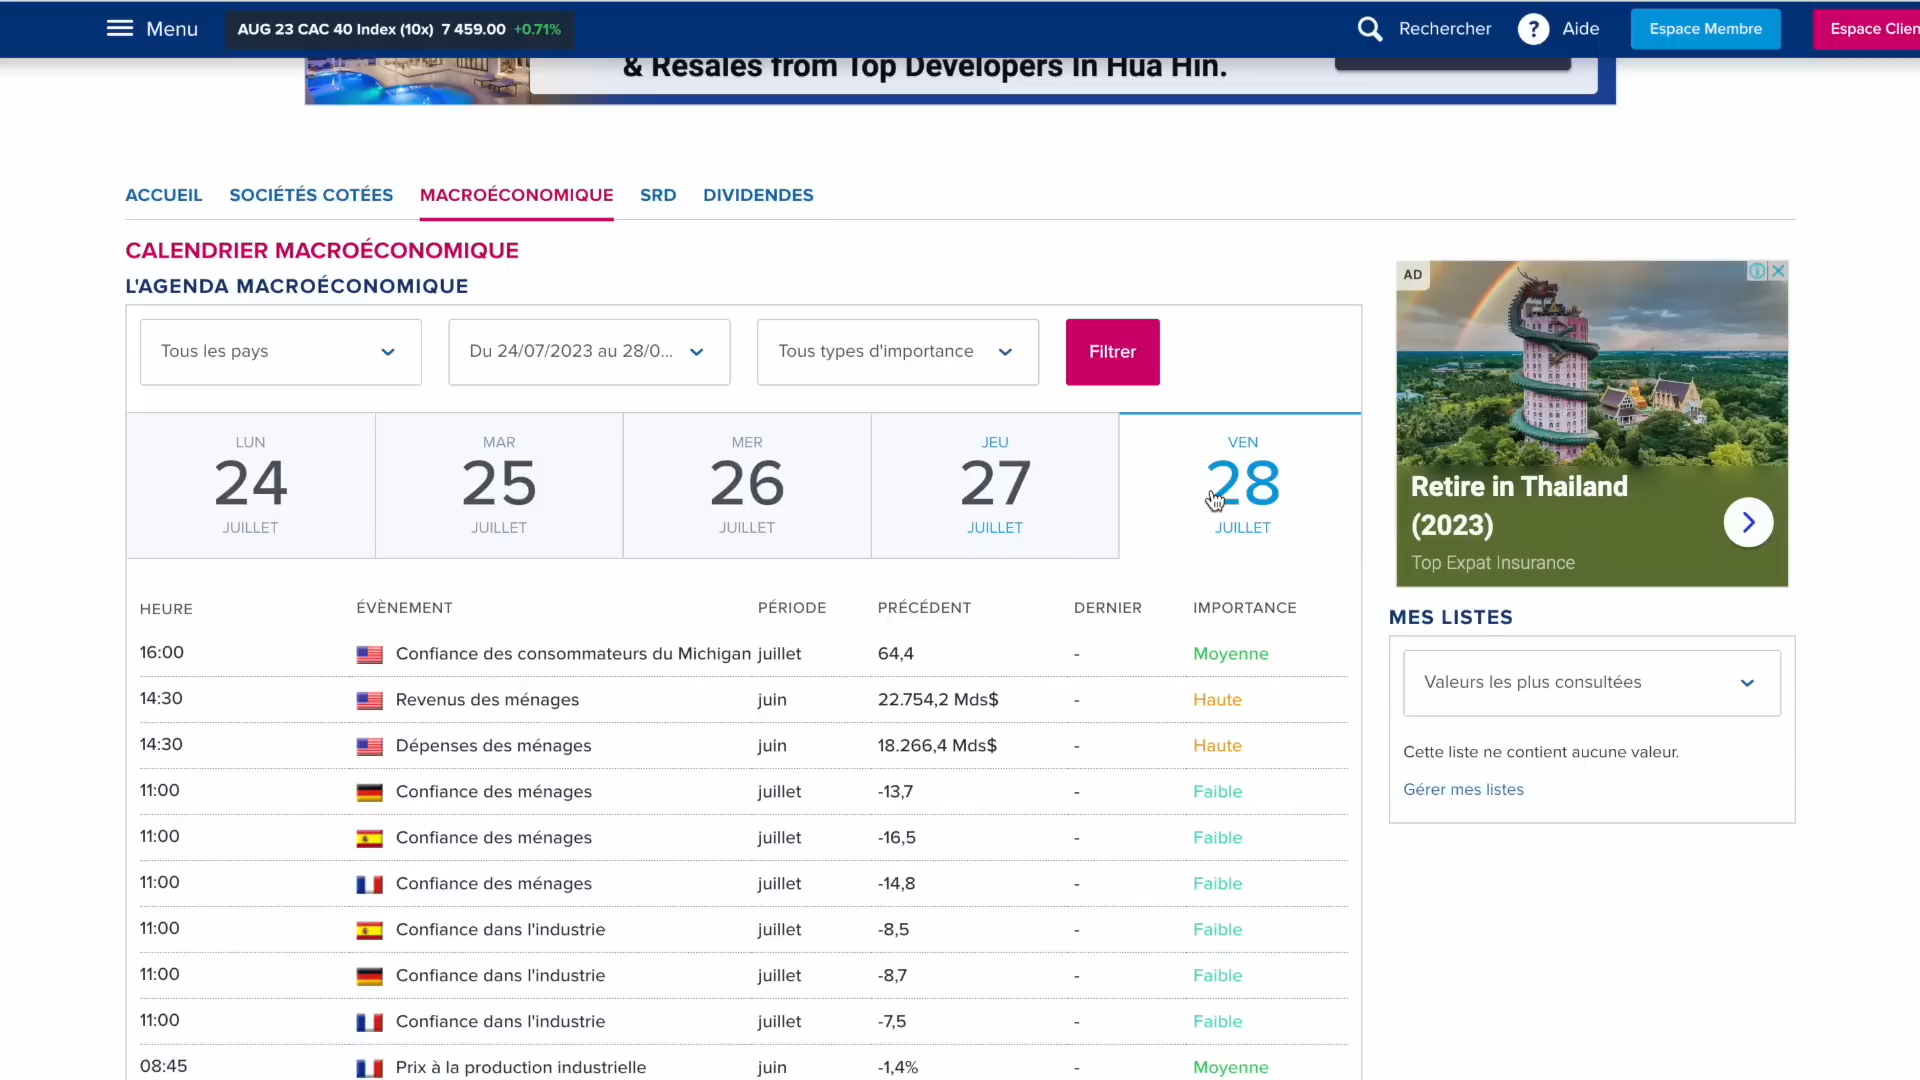 Menu
AUG 23 CAC 40 Index (10x) 7 459.00 +0.71%
Rechercher
? Aide
Espace Membre
Espace Clien
& Resales from Top Developers In Hua Hin.
ACCUEIL SOCIÉTÉS COTÉES MACROÉCONOMIQUE SRD DIVIDENDES
CALENDRIER MACROÉCONOMIQUE
L'AGENDA MACROÉCONOMIQUE
Tous les pays
Du 24/07/2023 au 28/0...
Tous types d'importance
Filtrer
LUN
24
JUILLET
MAR
25
JUILLET
MER
26
JUILLET
JEU
27
JUILLET
VEN
28
JUILLET
HEURE ÉVÈNEMENT PÉRIODE PRÉCÉDENT DERNIER IMPORTANCE
16:00 Confiance des consommateurs du Michigan juillet 64,4 - Moyenne
14:30 Revenus des ménages juin 22.754,2 Mds$ - Haute
14:30 Dépenses des ménages juin 18.266,4 Mds$ - Haute
11:00 Confiance des ménages juillet -13,7 - Faible
11:00 Confiance des ménages juillet -16,5 - Faible
11:00 Confiance des ménages juillet -14,8 - Faible
11:00 Confiance dans l'industrie juillet -8,5 - Faible
11:00 Confiance dans l'industrie juillet -8,7 - Faible
11:00 Confiance dans l'industrie juillet -7,5 - Faible
08:45 Prix à la production industrielle juin -1,4% Moyenne
AD
Retire in Thailand
(2023)
Top Expat Insurance
MES LISTES
Valeurs les plus consultées
Cette liste ne contient aucune valeur.
Gérer mes listes